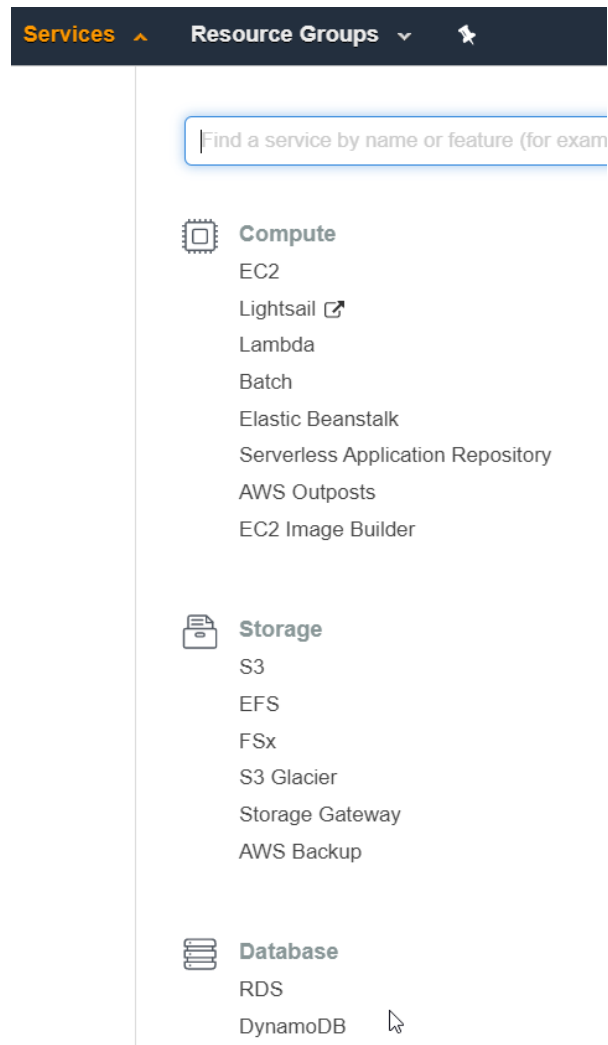 Services Resource Groups
Find a service by name or feature (for exam
Compute
EC2
Lightsail
Lambda
Batch
Elastic Beanstalk
Serverless Application Repository
AWS Outposts
EC2 Image Builder
Storage
S3
EFS
FSx
S3 Glacier
Storage Gateway
AWS Backup
Database
RDS
DynamoDB